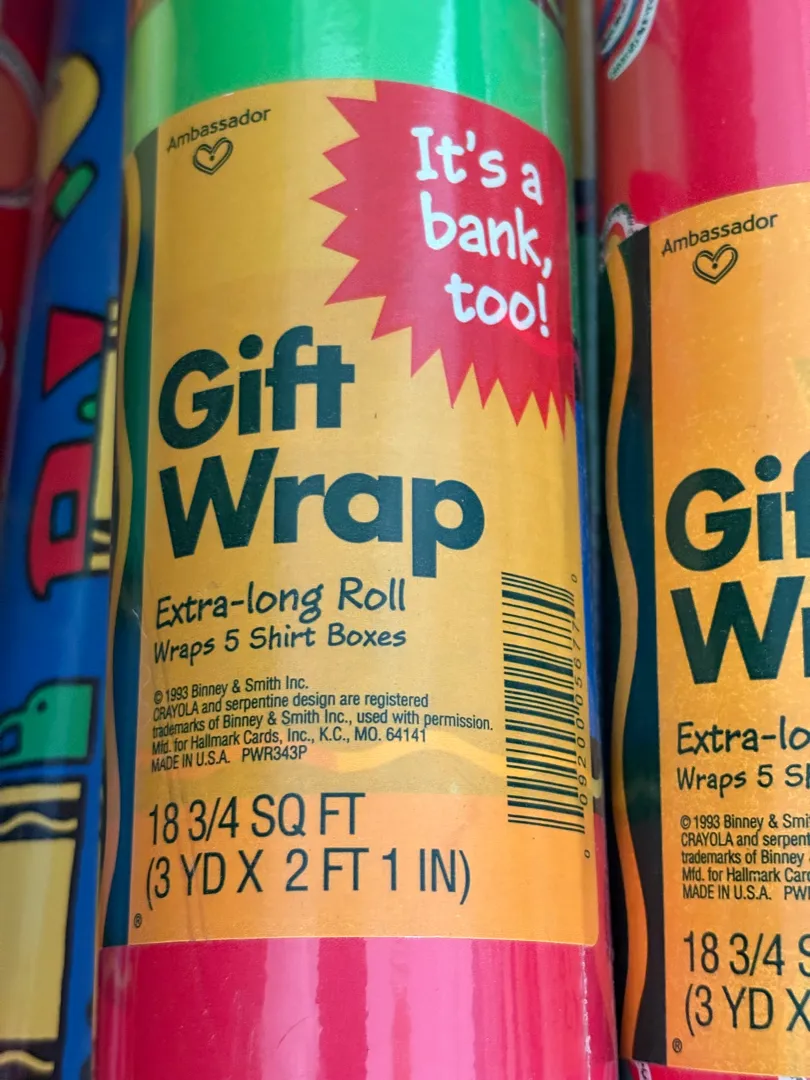 Ambassador
It's a
bank,
too!
Gift
Wrap
Extra-long Roll
Wraps 5 Shirt Boxes
© 1993 Binney & Smith Inc.
CRAYOLA and serpentine design are registered
trademarks of Binney & Smith Inc., used with permission.
Mfd. for Hallmark Cards, Inc., K.C., MO. 64141
MADE IN U.S.A. PWR343P
18 3/4 SQ FT
(3 YD X 2 FT 1 IN)
®
Ambassador
Extra-lo
Wraps 5
© 1993 Binney
CRAYOLA and serpent
trademarks of Binney
Mfd. for Hallmark
MADE IN U.S.A.
18 3/4
(3 YD X
®